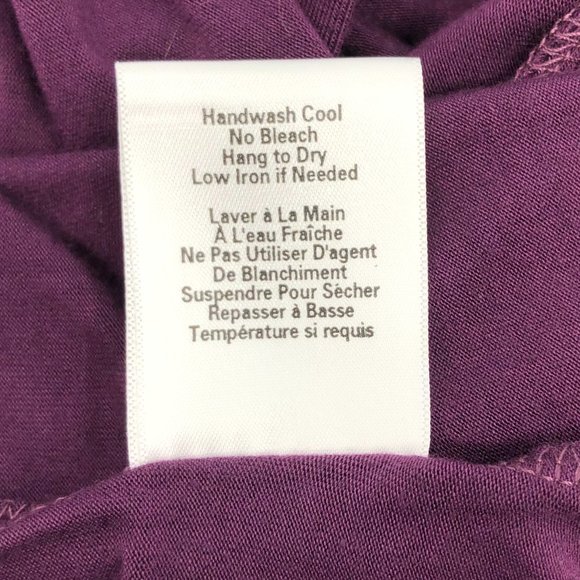 Handwash Cool
No Bleach
Hang to Dry
Low Iron if Needed
Laver à La Main
À L'eau Fraîche
Ne Pas Utiliser D'agent
De Blanchiment
Suspendre Pour Sécher
Repasser à Basse
Température si requis